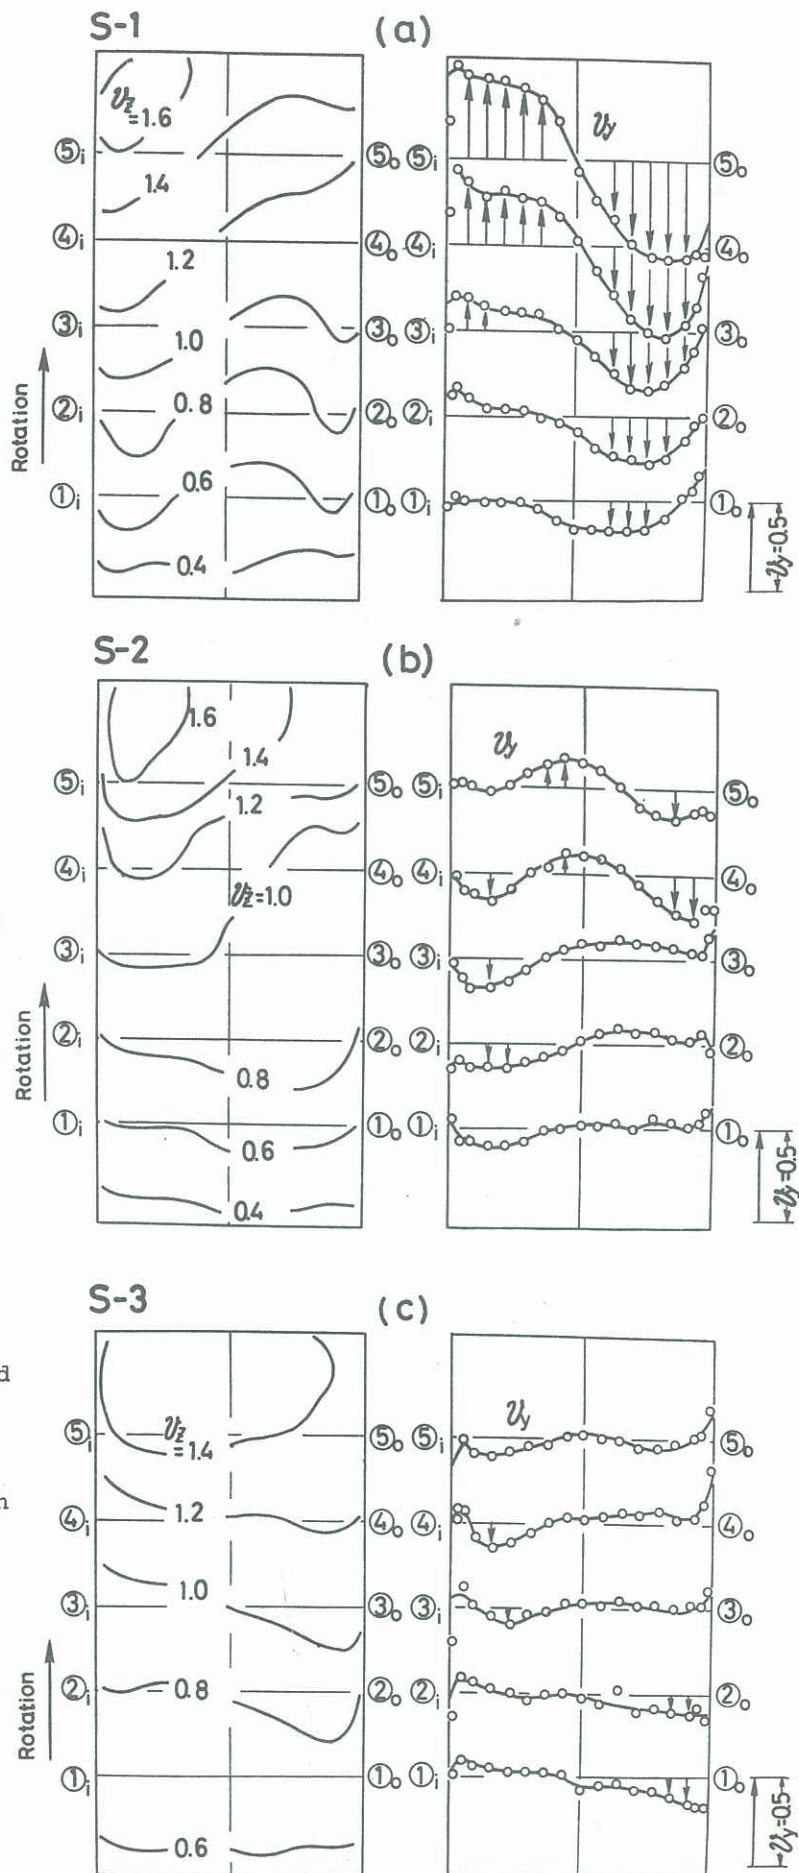 S-1 (a)
𝑣z
=1.6
𝑣y
⑤i ⑤o ⑤i ⑤o
1.4
④i ④o ④i ④o
1.2
③i ③o ③i ③o
1.0
②i 0.8 ②o ②i ②o
Rotation
①i 0.6 ①o ①i ①o
0.4
𝑣y=0.5
S-2 (b)
1.6
𝑣y
1.4
⑤i ⑤o ⑤i ⑤o
1.2
④i ④o ④i ④o
𝑣z=1.0
③i ③o ③i ③o
②i ②o ②i ②o
Rotation
0.8
①i ①o ①i ①o
0.6
0.4
𝑣y=0.5
S-3 (c)
d
𝑣z
=1.4
𝑣y
⑤i ⑤o ⑤i ⑤o
④i 1.2 ④o ④i ④o
1.0
③i ③o ③i ③o
②i 0.8 ②o ②i ②o
Rotation
①i ①o ①i ①o
0.6
𝑣y=0.5